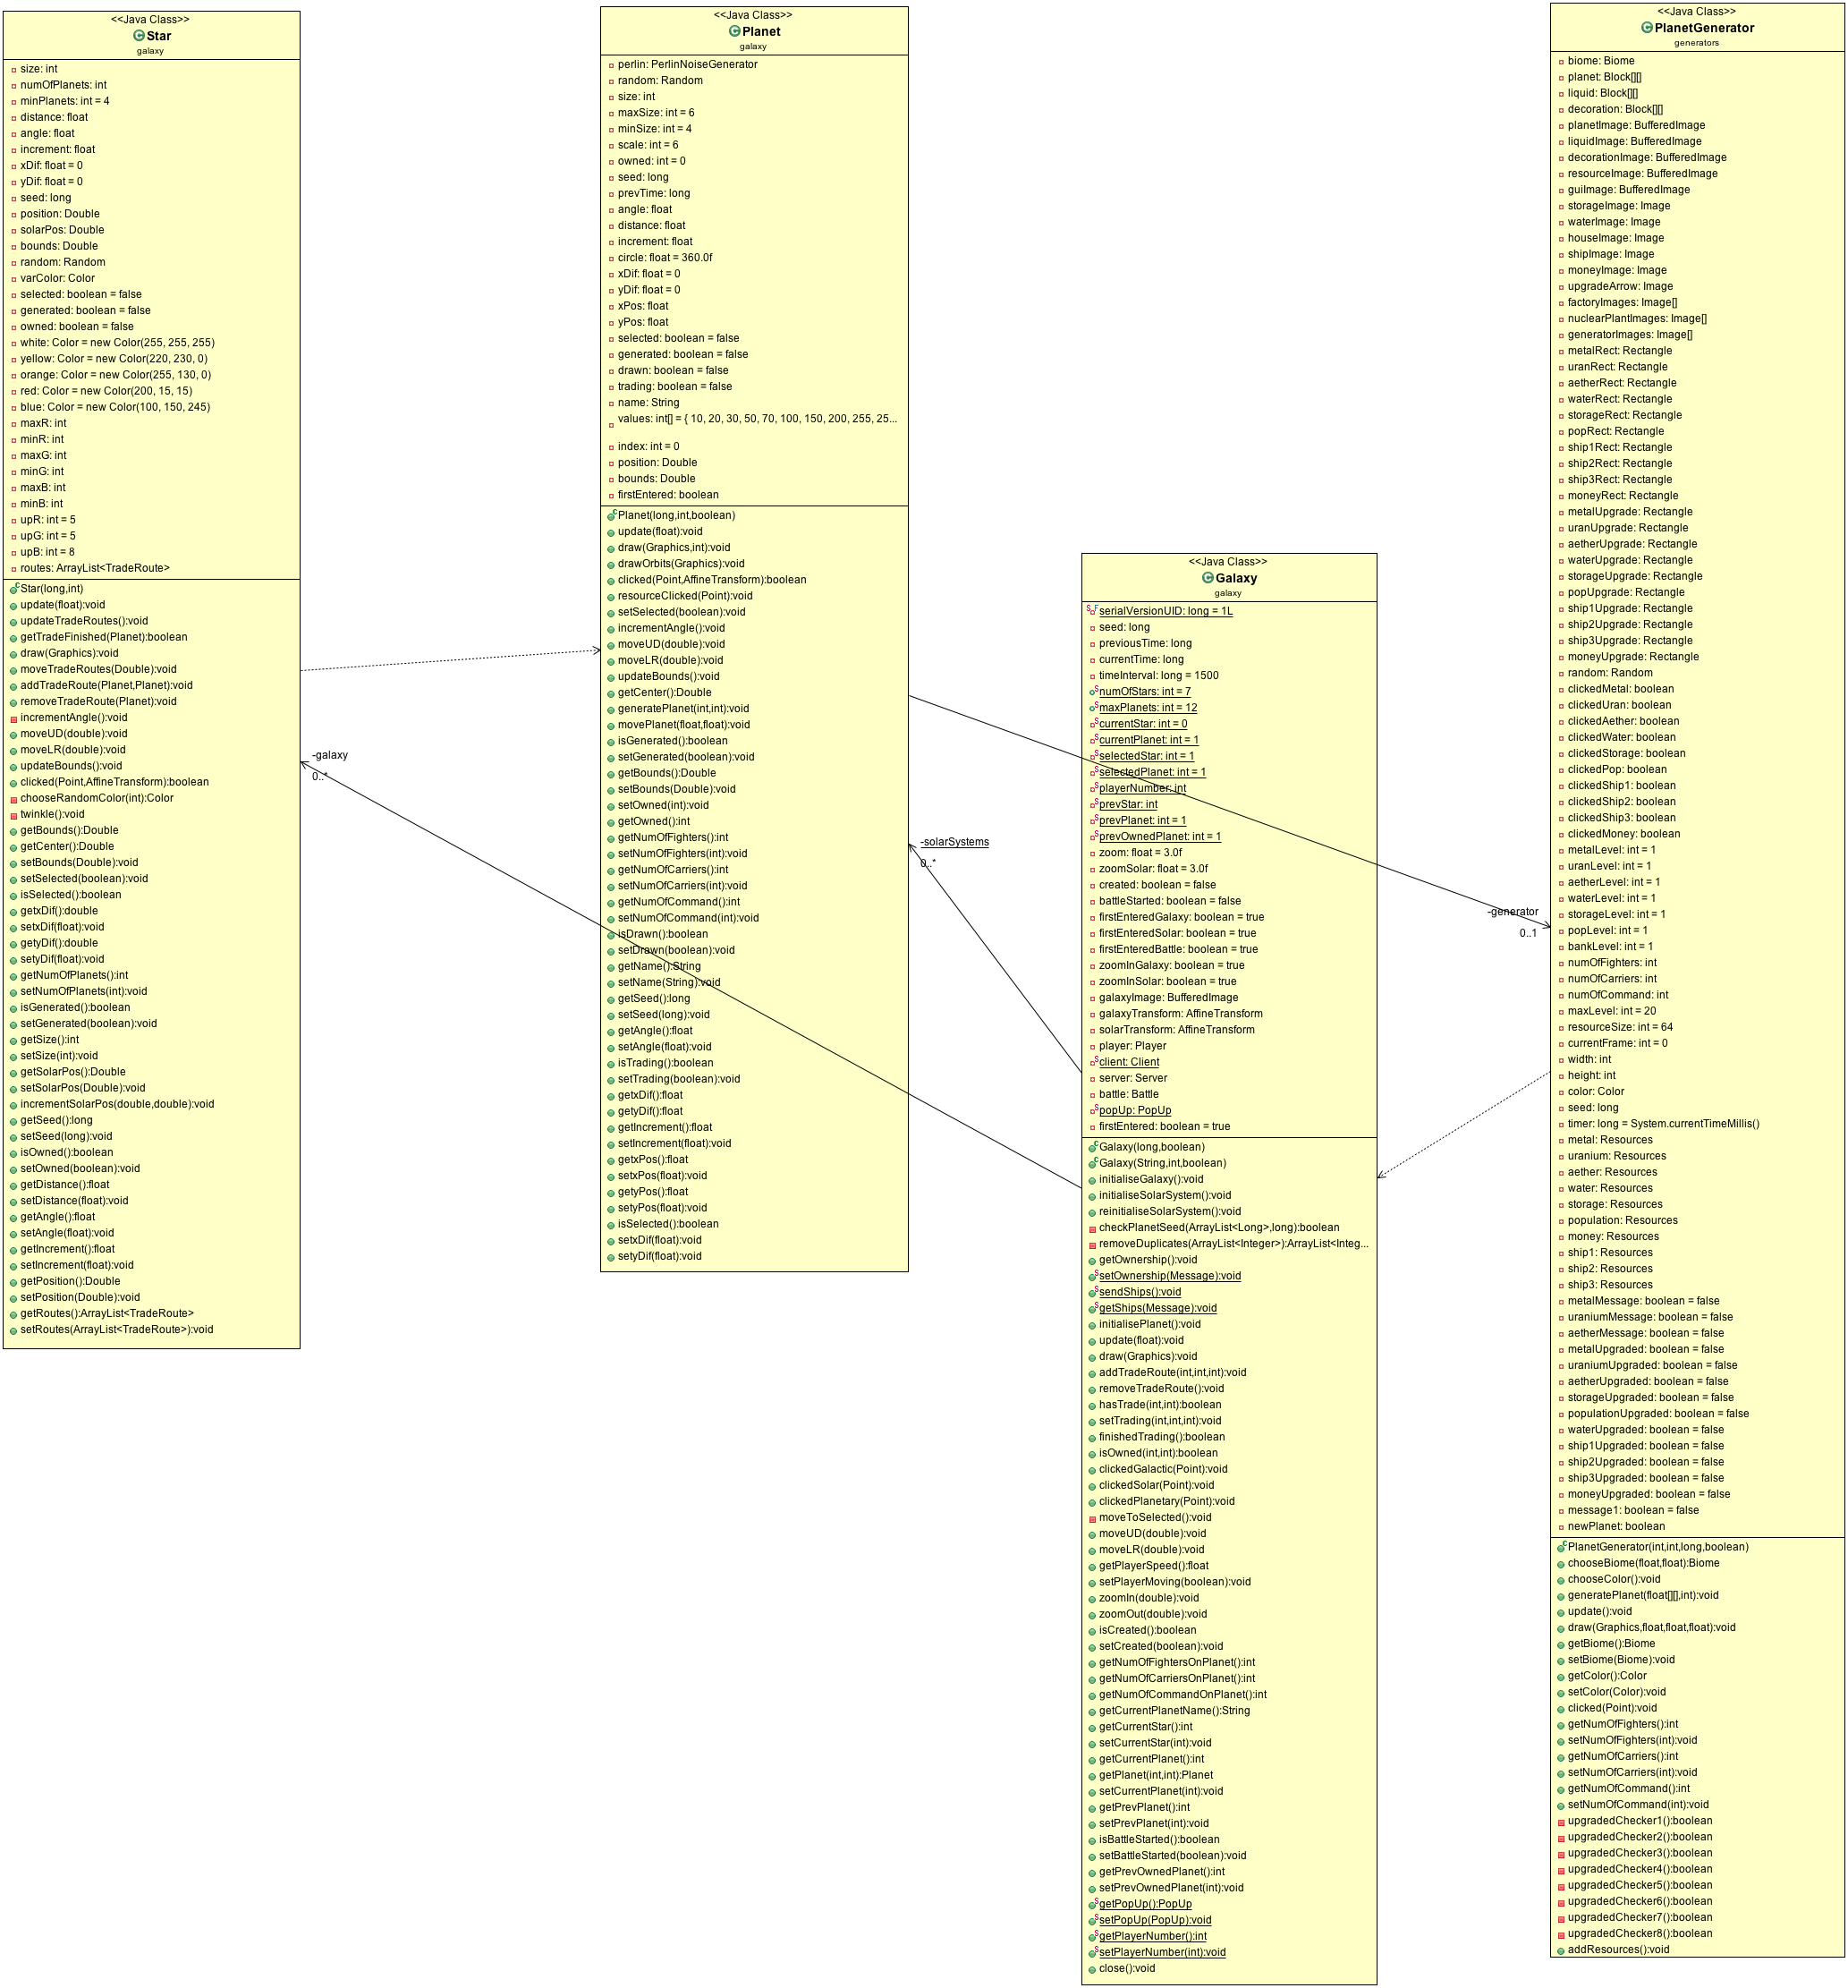 <<Java Class>>
Star
galaxy
size: int
numOfPlanets: int
minPlanets: int = 4
distance: float
angle: float
increment: float
xDif: float = 0
yDif: float = 0
seed: long
position: Double
solarPos: Double
bounds: Double
random: Random
varColor: Color
selected: boolean = false
generated: boolean = false
owned: boolean = false
white: Color = new Color(255, 255, 255)
yellow: Color = new Color(220, 230, 0)
orange: Color = new Color(255, 130, 0)
red: Color = new Color(200, 15, 15)
blue: Color = new Color(100, 150, 245)
maxR: int
minR: int
maxG: int
minG: int
maxB: int
minB: int
upR: int = 5
upG: int = 5
upB: int = 8
routes: ArrayList<TradeRoute>
Star(long,int)
update(float):void
updateTradeRoutes():void
getTradeFinished(Planet):boolean
draw(Graphics):void
moveTradeRoutes(Double):void
addTradeRoute(Planet,Planet):void
removeTradeRoute(Planet):void
incrementAngle():void
moveUD(double):void
moveLR(double):void
updateBounds():void
clicked(Point,AffineTransform):boolean
chooseRandomColor(int):Color
twinkle():void
getBounds():Double
getCenter():Double
setBounds(Double):void
setSelected(boolean):void
isSelected():boolean
getxDif():double
setxDif(float):void
getyDif():double
setyDif(float):void
getNumOfPlanets():int
setNumOfPlanets(int):void
isGenerated():boolean
setGenerated(boolean):void
getSize():int
setSize(int):void
getSolarPos():Double
setSolarPos(Double):void
incrementSolarPos(double,double):void
getSeed():long
setSeed(long):void
isOwned():boolean
setOwned(boolean):void
getDistance():float
setDistance(float):void
getAngle():float
setAngle(float):void
getIncrement():float
setIncrement(float):void
getPosition():Double
setPosition(Double):void
getRoutes():ArrayList<TradeRoute>
setRoutes(ArrayList<TradeRoute>):void
-galaxy
0..*
<<Java Class>>
Planet
galaxy
perlin: PerlinNoiseGenerator
random: Random
size: int
maxSize: int = 6
minSize: int = 4
scale: int = 6
owned: int = 0
seed: long
prevTime: long
angle: float
distance: float
increment: float
circle: float = 360.0f
xDif: float = 0
yDif: float = 0
xPos: float
yPos: float
selected: boolean = false
generated: boolean = false
drawn: boolean = false
trading: boolean = false
name: String
values: int[] = { 10, 20, 30, 50, 70, 100, 150, 200, 255, 25...
index: int = 0
position: Double
bounds: Double
firstEntered: boolean
Planet(long,int,boolean)
update(float):void
draw(Graphics,int):void
drawOrbits(Graphics):void
clicked(Point,AffineTransform):boolean
resourceClicked(Point):void
setSelected(boolean):void
incrementAngle():void
moveUD(double):void
moveLR(double):void
updateBounds():void
getCenter():Double
generatePlanet(int,int):void
movePlanet(float,float):void
isGenerated():boolean
setGenerated(boolean):void
getBounds():Double
setBounds(Double):void
setOwned(int):void
getOwned():int
getNumOfFighters():int
setNumOfFighters(int):void
getNumOfCarriers():int
setNumOfCarriers(int):void
getNumOfCommand():int
setNumOfCommand(int):void
isDrawn():boolean
setDrawn(boolean):void
getName():String
setName(String):void
getSeed():long
setSeed(long):void
getAngle():float
setAngle(float):void
isTrading():boolean
setTrading(boolean):void
getxDif():float
getyDif():float
getIncrement():float
setIncrement(float):void
getxPos():float
setxPos(float):void
getyPos():float
setyPos(float):void
isSelected():boolean
setxDif(float):void
setyDif(float):void
-solarSystems
0..*
<<Java Class>>
Galaxy
galaxy
serialVersionUID: long = 1L
seed: long
previousTime: long
currentTime: long
timeInterval: long = 1500
numOfStars: int = 7
maxPlanets: int = 12
currentStar: int = 0
currentPlanet: int = 1
selectedStar: int = 1
selectedPlanet: int = 1
playerNumber: int
prevStar: int
prevPlanet: int = 1
prevOwnedPlanet: int = 1
zoom: float = 3.0f
zoomSolar: float = 3.0f
created: boolean = false
battleStarted: boolean = false
firstEnteredGalaxy: boolean = true
firstEnteredSolar: boolean = true
firstEnteredBattle: boolean = true
zoomInGalaxy: boolean = true
zoomInSolar: boolean = true
galaxyImage: BufferedImage
galaxyTransform: AffineTransform
solarTransform: AffineTransform
player: Player
client: Client
server: Server
battle: Battle
popUp: PopUp
firstEntered: boolean = true
Galaxy(long,boolean)
Galaxy(String,int,boolean)
initialiseGalaxy():void
initialiseSolarSystem():void
reinitialiseSolarSystem():void
checkPlanetSeed(ArrayList<Long>,long):boolean
removeDuplicates(ArrayList<Integer>):ArrayList<Integ...
getOwnership():void
setOwnership(Message):void
sendShips():void
getShips(Message):void
initialisePlanet():void
update(float):void
draw(Graphics):void
addTradeRoute(int,int,int):void
removeTradeRoute():void
hasTrade(int,int):boolean
setTrading(int,int,int):void
finishedTrading():boolean
isOwned(int,int):boolean
clickedGalactic(Point):void
clickedSolar(Point):void
clickedPlanetary(Point):void
moveToSelected():void
moveUD(double):void
moveLR(double):void
getPlayerSpeed():float
setPlayerMoving(boolean):void
zoomIn(double):void
zoomOut(double):void
isCreated():boolean
setCreated(boolean):void
getNumOfFightersOnPlanet():int
getNumOfCarriersOnPlanet():int
getNumOfCommandOnPlanet():int
getCurrentPlanetName():String
getCurrentStar():int
setCurrentStar(int):void
getCurrentPlanet():int
getPlanet(int,int):Planet
setCurrentPlanet(int):void
getPrevPlanet():int
setPrevPlanet(int):void
isBattleStarted():boolean
setBattleStarted(boolean):void
getPrevOwnedPlanet():int
setPrevOwnedPlanet(int):void
getPopUp():PopUp
setPopUp(PopUp):void
getPlayerNumber():int
setPlayerNumber(int):void
close():void
-generator
0..1
<<Java Class>>
PlanetGenerator
generators
biome: Biome
planet: Block[][]
liquid: Block[][]
decoration: Block[][]
planetImage: BufferedImage
liquidImage: BufferedImage
decorationImage: BufferedImage
resourceImage: BufferedImage
guiImage: BufferedImage
storageImage: Image
waterImage: Image
houseImage: Image
shipImage: Image
moneyImage: Image
upgradeArrow: Image
factoryImages: Image[]
nuclearPlantImages: Image[]
generatorImages: Image[]
metalRect: Rectangle
uranRect: Rectangle
aetherRect: Rectangle
waterRect: Rectangle
storageRect: Rectangle
popRect: Rectangle
ship1Rect: Rectangle
ship2Rect: Rectangle
ship3Rect: Rectangle
moneyRect: Rectangle
metalUpgrade: Rectangle
uranUpgrade: Rectangle
aetherUpgrade: Rectangle
waterUpgrade: Rectangle
storageUpgrade: Rectangle
popUpgrade: Rectangle
ship1Upgrade: Rectangle
ship2Upgrade: Rectangle
ship3Upgrade: Rectangle
moneyUpgrade: Rectangle
random: Random
clickedMetal: boolean
clickedUran: boolean
clickedAether: boolean
clickedWater: boolean
clickedStorage: boolean
clickedPop: boolean
clickedShip1: boolean
clickedShip2: boolean
clickedShip3: boolean
clickedMoney: boolean
metalLevel: int = 1
uranLevel: int = 1
aetherLevel: int = 1
waterLevel: int = 1
storageLevel: int = 1
popLevel: int = 1
bankLevel: int = 1
numOfFighters: int
numOfCarriers: int
numOfCommand: int
maxLevel: int = 20
resourceSize: int = 64
currentFrame: int = 0
width: int
height: int
color: Color
seed: long
timer: long = System.currentTimeMillis()
metal: Resources
uranium: Resources
aether: Resources
water: Resources
storage: Resources
population: Resources
money: Resources
ship1: Resources
ship2: Resources
ship3: Resources
metalMessage: boolean = false
uraniumMessage: boolean = false
aetherMessage: boolean = false
metalUpgraded: boolean = false
uraniumUpgraded: boolean = false
aetherUpgraded: boolean = false
storageUpgraded: boolean = false
populationUpgraded: boolean = false
waterUpgraded: boolean = false
ship1Upgraded: boolean = false
ship2Upgraded: boolean = false
ship3Upgraded: boolean = false
moneyUpgraded: boolean = false
message1: boolean = false
newPlanet: boolean
PlanetGenerator(int,int,long,boolean)
chooseBiome(float,float):Biome
chooseColor():void
generatePlanet(float[][],int):void
update():void
draw(Graphics,float,float,float):void
getBiome():Biome
setBiome(Biome):void
getColor():Color
setColor(Color):void
clicked(Point):void
getNumOfFighters():int
setNumOfFighters(int):void
getNumOfCarriers():int
setNumOfCarriers(int):void
getNumOfCommand():int
setNumOfCommand(int):void
upgradedChecker1():boolean
upgradedChecker2():boolean
upgradedChecker3():boolean
upgradedChecker4():boolean
upgradedChecker5():boolean
upgradedChecker6():boolean
upgradedChecker7():boolean
upgradedChecker8():boolean
addResources():void